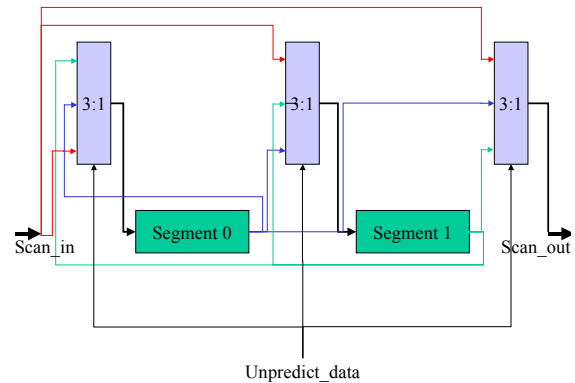 3:1
3:1
3:1
Segment 0
Segment 1
Scan_in
Scan_out
Unpredict_data